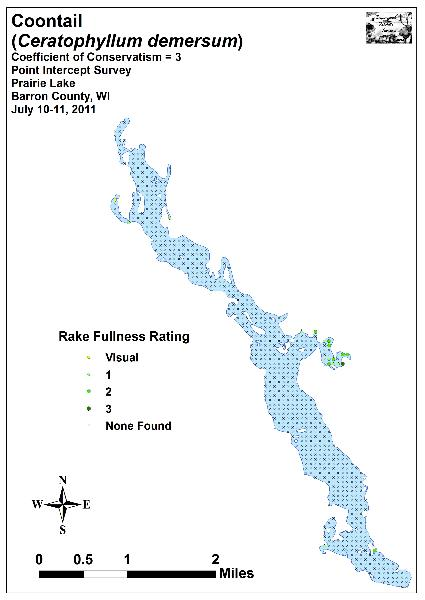 Coontail
(Ceratophyllum demersum)
Coefficient of Conservatism = 3
Point Intercept Survey
Prairie Lake
Barron County, WI
July 10-11, 2011
Rake Fullness Rating
Visual
1
2
3
None Found
N
W E
S
0 0.5 1 2
Miles